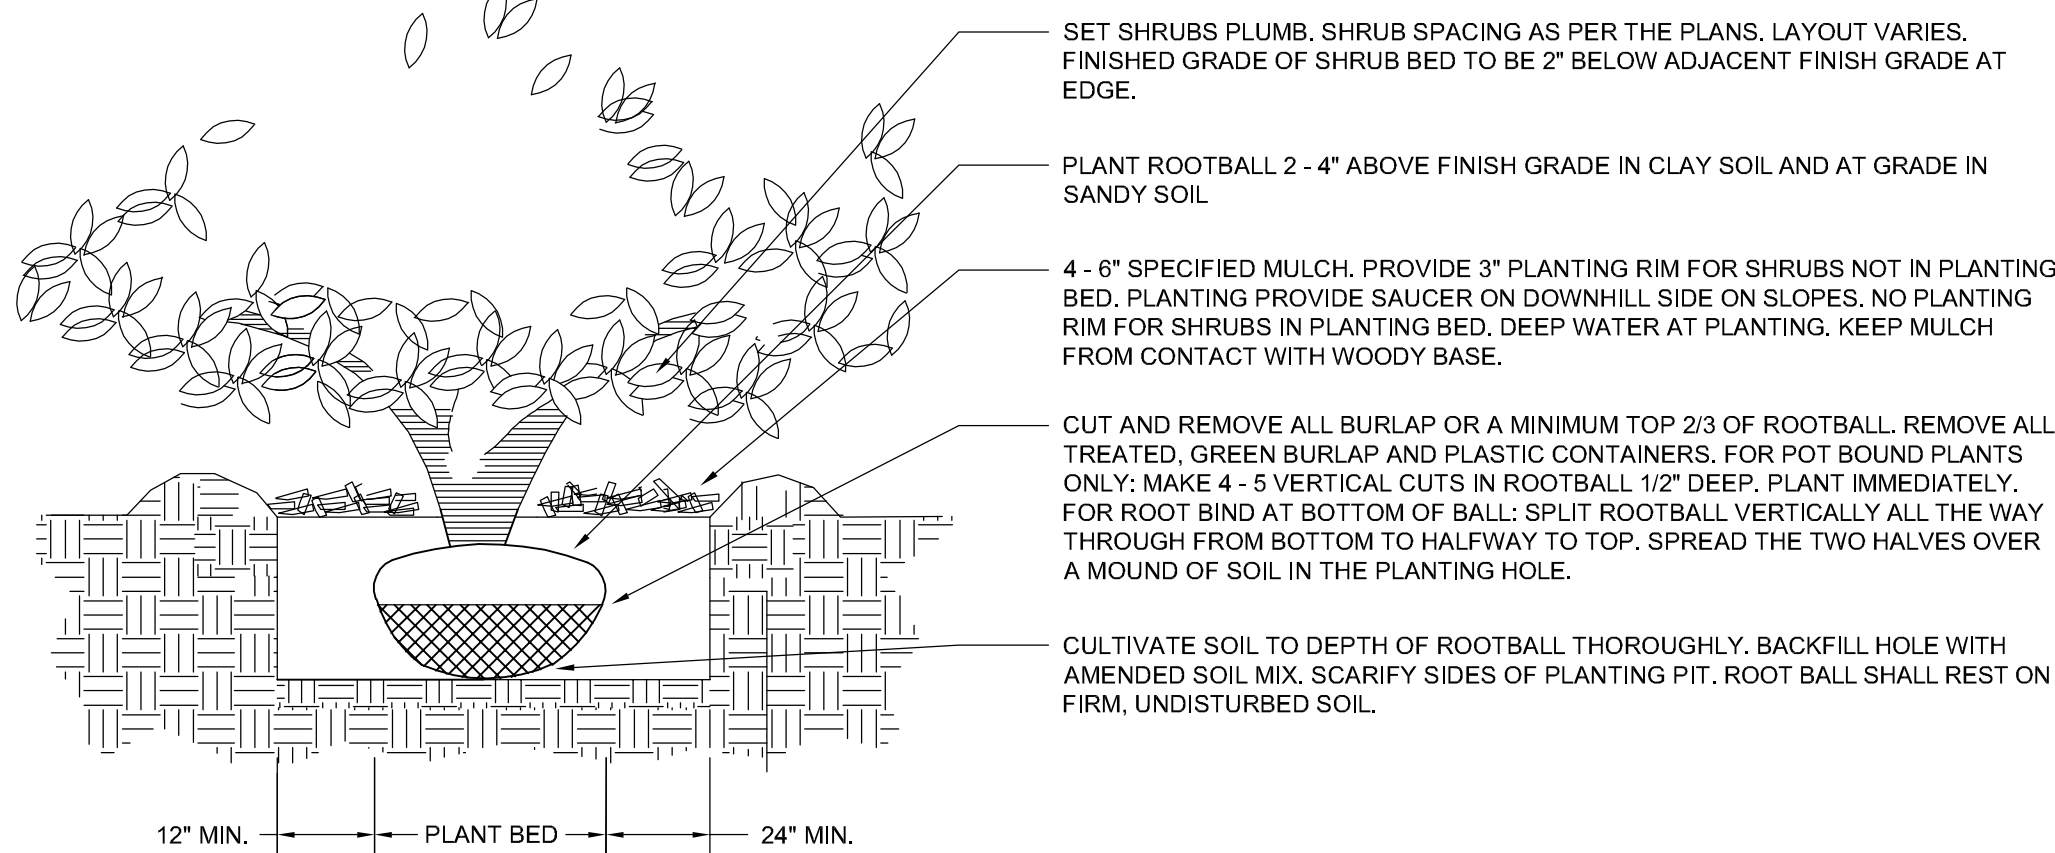 SET SHRUBS PLUMB. SHRUB SPACING AS PER THE PLANS. LAYOUT VARIES.
FINISHED GRADE OF SHRUB BED TO BE 2" BELOW ADJACENT FINISH GRADE AT
EDGE.
PLANT ROOTBALL 2 - 4" ABOVE FINISH GRADE IN CLAY SOIL AND AT GRADE IN
SANDY SOIL
4 - 6" SPECIFIED MULCH. PROVIDE 3" PLANTING RIM FOR SHRUBS NOT IN PLANTING
BED. PLANTING PROVIDE SAUCER ON DOWNHILL SIDE ON SLOPES. NO PLANTING
RIM FOR SHRUBS IN PLANTING BED. DEEP WATER AT PLANTING. KEEP MULCH
FROM CONTACT WITH WOODY BASE.
CUT AND REMOVE ALL BURLAP OR A MINIMUM TOP 2/3 OF ROOTBALL. REMOVE ALL
TREATED, GREEN BURLAP AND PLASTIC CONTAINERS. FOR POT BOUND PLANTS
ONLY: MAKE 4 - 5 VERTICAL CUTS IN ROOTBALL 1/2" DEEP. PLANT IMMEDIATELY.
FOR ROOT BIND AT BOTTOM OF BALL: SPLIT ROOTBALL VERTICALLY ALL THE WAY
THROUGH FROM BOTTOM TO HALFWAY TO TOP. SPREAD THE TWO HALVES OVER
A MOUND OF SOIL IN THE PLANTING HOLE.
CULTIVATE SOIL TO DEPTH OF ROOTBALL THOROUGHLY. BACKFILL HOLE WITH
AMENDED SOIL MIX. SCARIFY SIDES OF PLANTING PIT. ROOT BALL SHALL REST ON
FIRM, UNDISTURBED SOIL.
12" MIN.
PLANT BED
24" MIN.